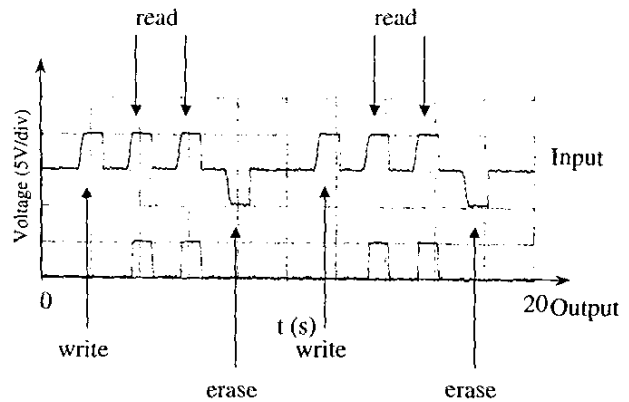 read
read
Voltage (5V/div)
Input
0
t (s)
20
Output
write
write
erase
erase